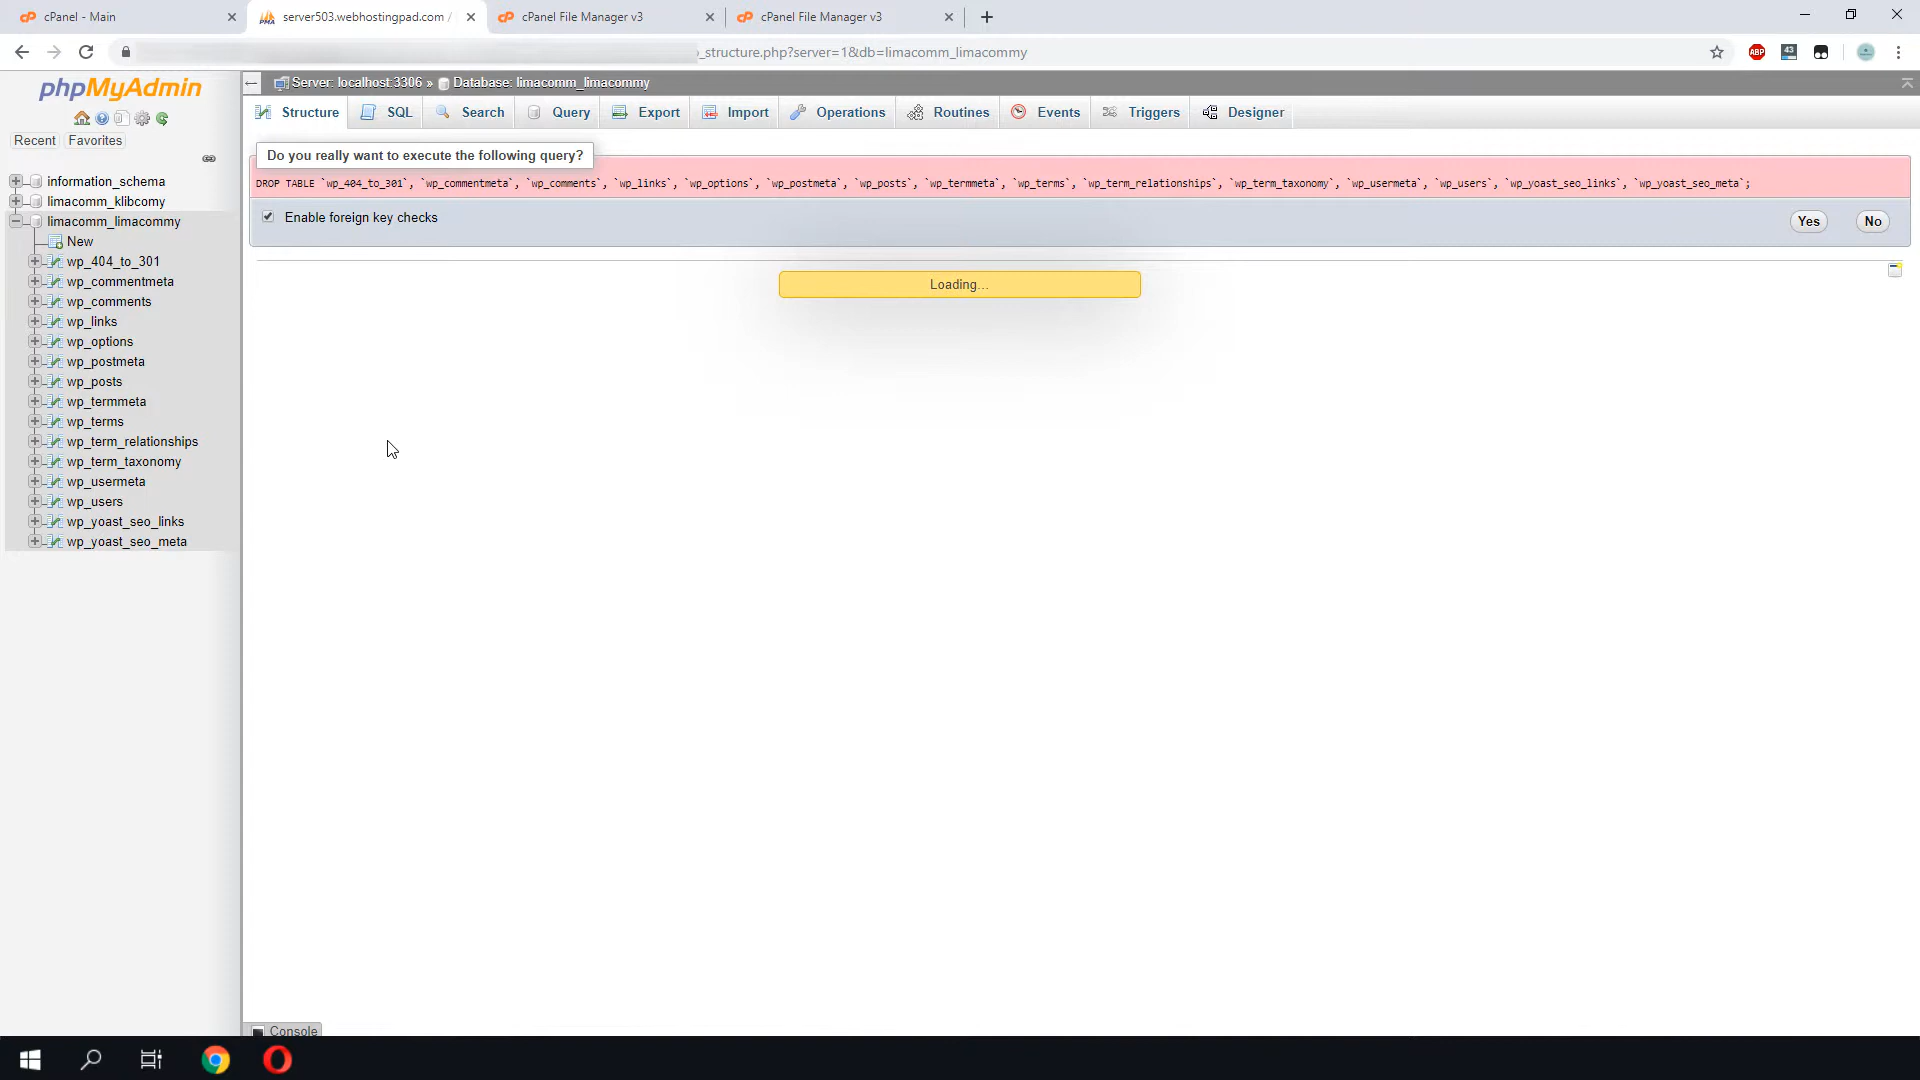 cPanel - Main
server503.webhostingpad.com /
cPanel File Manager v3
cPanel File Manager v3
_structure.php?server=1&db=limacomm_limacommy
ABP
43
phpMyAdmin
Recent
Favorites
information_schema
limacomm_klibcomy
limacomm_limacommy
New
wp_404_to_301
wp_commentmeta
wp_comments
wp_links
wp_options
wp_postmeta
wp_posts
wp_termmeta
wp_terms
wp_term_relationships
wp_term_taxonomy
wp_usermeta
wp_users
wp_yoast_seo_links
wp_yoast_seo_meta
Server: localhost:3306 » Database: limacomm_limacommy
Structure
SQL
Search
Query
Export
Import
Operations
Routines
Events
Triggers
Designer
Do you really want to execute the following query?
DROP TABLE `wp_404_to_301`, `wp_commentmeta`, `wp_comments`, `wp_links`, `wp_options`, `wp_postmeta`, `wp_posts`, `wp_termmeta`, `wp_terms`, `wp_term_relationships`, `wp_term_taxonomy`, `wp_usermeta`, `wp_users`, `wp_yoast_seo_links`, `wp_yoast_seo_meta`;
Enable foreign key checks
Yes
No
Loading...
Console